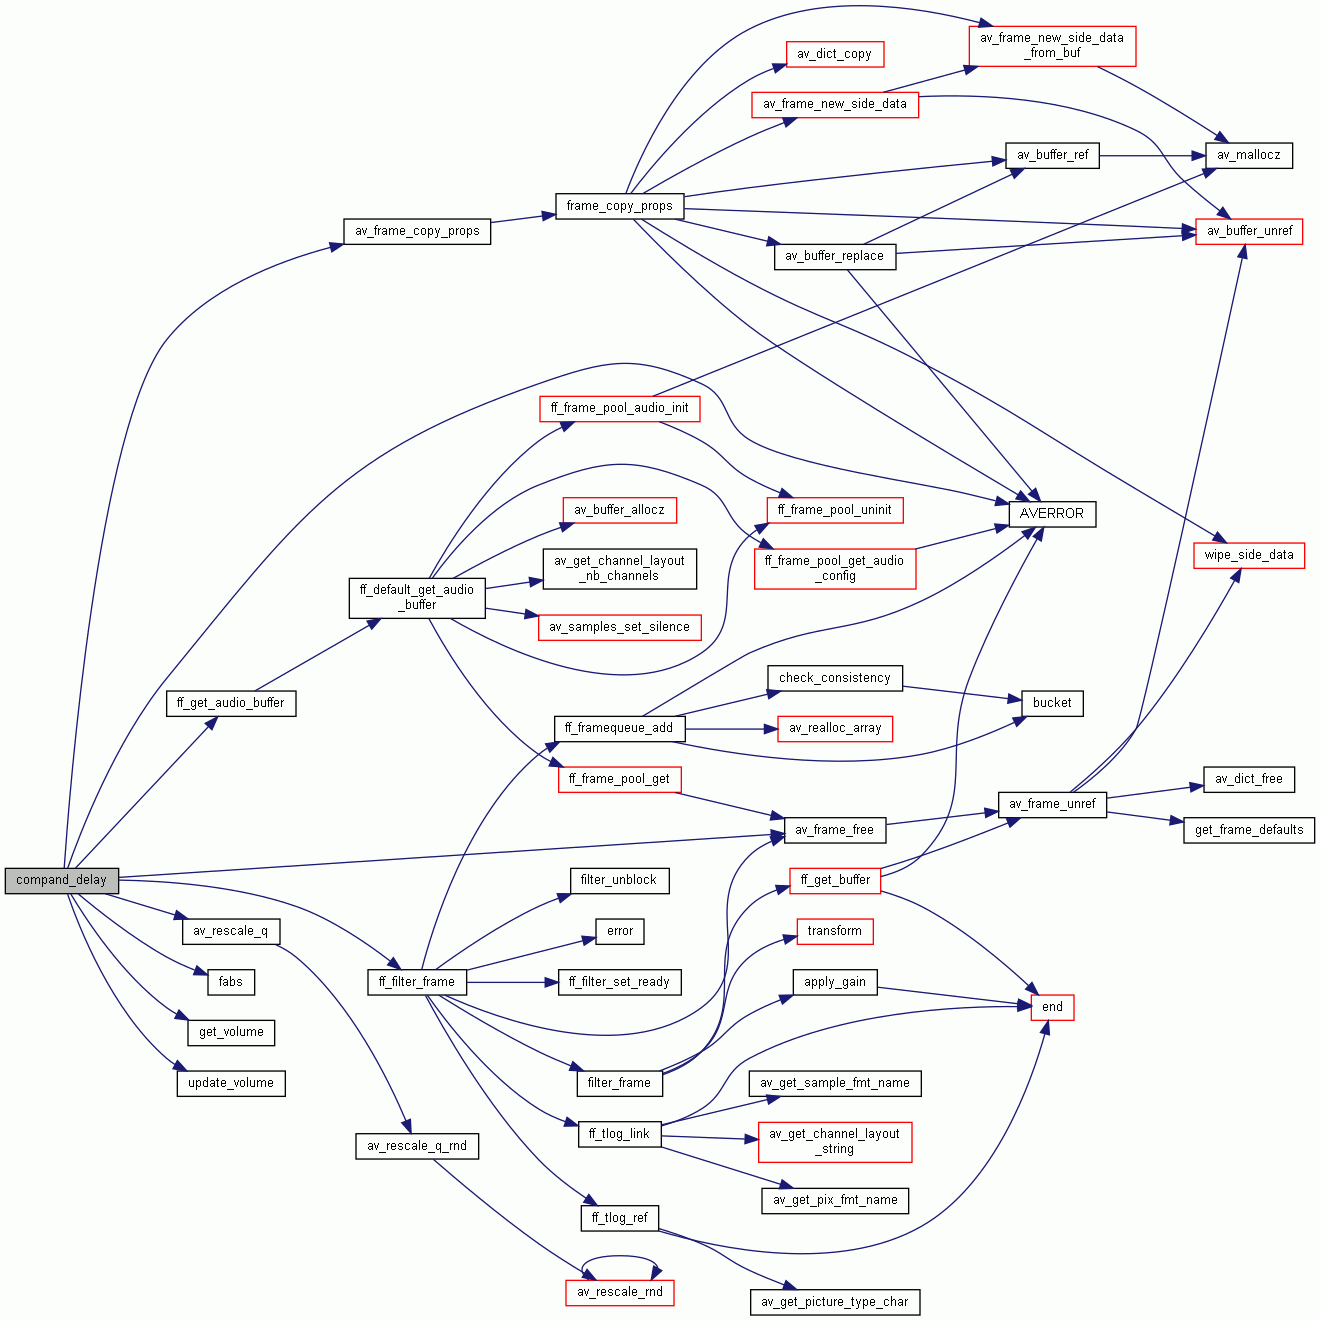 av_frame_new_side_data
_from_buf
av_dict_copy
av_frame_new_side_data
av_buffer_ref
av_mallocz
frame_copy_props
av_frame_copy_props
av_buffer_unref
av_buffer_replace
ff_frame_pool_audio_init
av_buffer_allocz
ff_frame_pool_uninit
AVERROR
av_get_channel_layout
_nb_channels
ff_frame_pool_get_audio
_config
wipe_side_data
ff_default_get_audio
_buffer
av_samples_set_silence
check_consistency
ff_get_audio_buffer
bucket
ff_framequeue_add
av_realloc_array
ff_frame_pool_get
av_dict_free
av_frame_unref
av_frame_free
get_frame_defaults
compand_delay
filter_unblock
ff_get_buffer
av_rescale_q
error
transform
fabs
ff_filter_frame
ff_filter_set_ready
apply_gain
end
get_volume
update_volume
filter_frame
av_get_sample_fmt_name
ff_tlog_link
av_get_channel_layout
_string
av_rescale_q_rnd
av_get_pix_fmt_name
ff_tlog_ref
av_rescale_rnd
av_get_picture_type_char